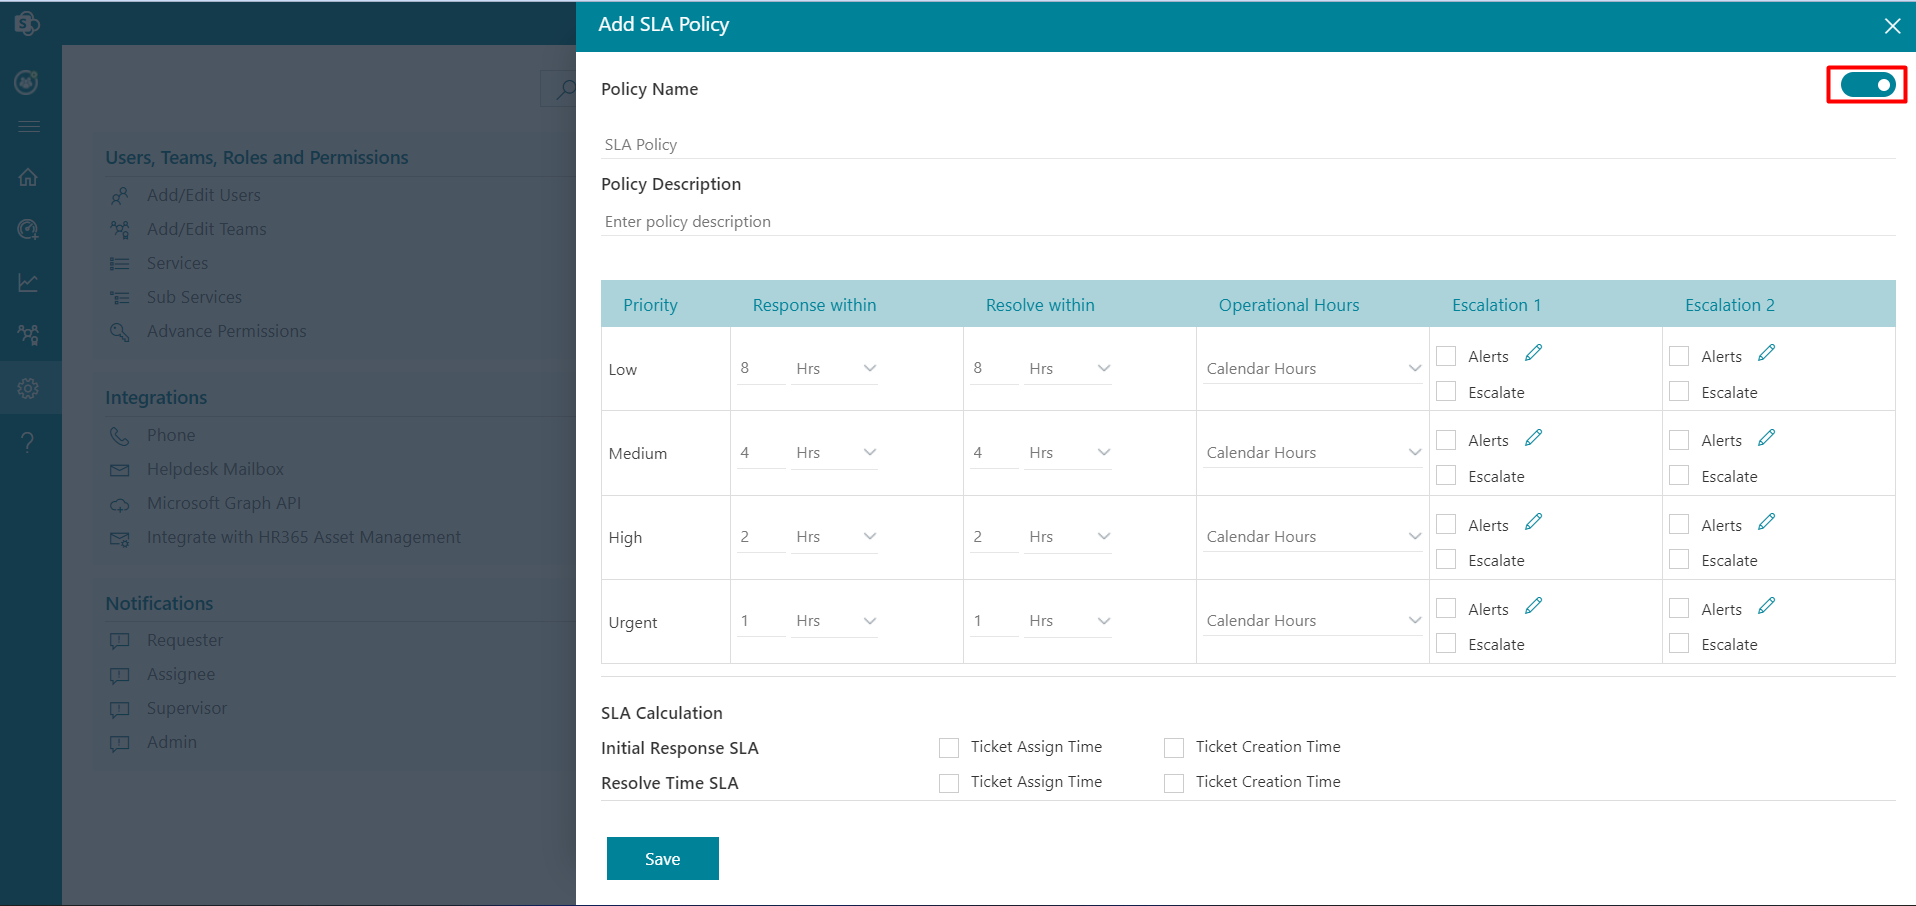 Add SLA Policy
Policy Name
SLA Policy
Policy Description
Enter policy description
Users, Teams, Roles and Permissions
Add/Edit Users
Add/Edit Teams
Services
Sub Services
Advance Permissions
Integrations
Phone
Helpdesk Mailbox
Microsoft Graph API
Integrate with HR365 Asset Management
Notifications
Requester
Assignee
Supervisor
Admin
Priority Response within Resolve within Operational Hours Escalation 1 Escalation 2
Low 8 Hrs 8 Hrs Calendar Hours Alerts Alerts
Escalate Escalate
Medium 4 Hrs 4 Hrs Calendar Hours Alerts Alerts
Escalate Escalate
High 2 Hrs 2 Hrs Calendar Hours Alerts Alerts
Escalate Escalate
Urgent 1 Hrs 1 Hrs Calendar Hours Alerts Alerts
Escalate Escalate
SLA Calculation
Initial Response SLA Ticket Assign Time Ticket Creation Time
Resolve Time SLA Ticket Assign Time Ticket Creation Time
Save